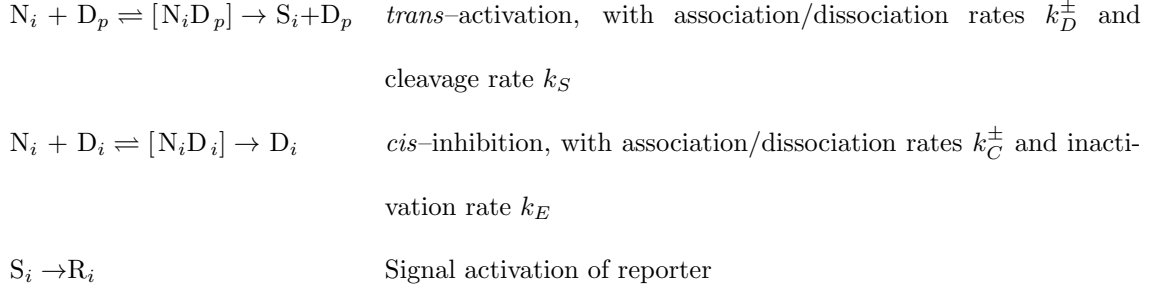 N_i + D_p ⇌ [N_iD_p] → S_i+D_p trans–activation, with association/dissociation rates k_D^± and
cleavage rate k_S
N_i + D_i ⇌ [N_iD_i] → D_i cis–inhibition, with association/dissociation rates k_C^± and inacti-
vation rate k_E
S_i →R_i Signal activation of reporter